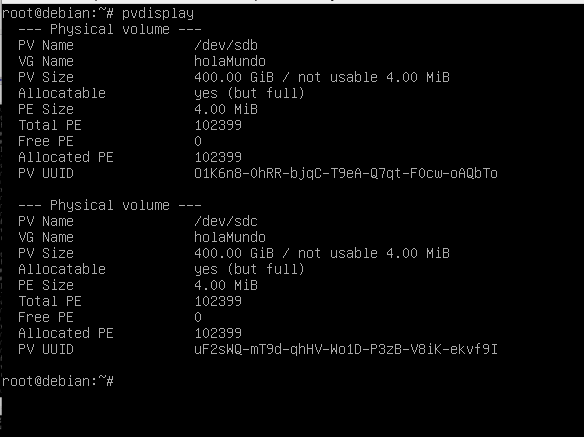 root@debian:~# pvdisplay
--- Physical volume ---
PV Name /dev/sdb
VG Name holaMundo
PV Size 400.00 GiB / not usable 4.00 MiB
Allocatable yes (but full)
PE Size 4.00 MiB
Total PE 102399
Free PE 0
Allocated PE 102399
PV UUID O1K6n8-0hRR-bjqC-T9eA-Q7qt-F0cw-oAQbTo
--- Physical volume ---
PV Name /dev/sdc
VG Name holaMundo
PV Size 400.00 GiB / not usable 4.00 MiB
Allocatable yes (but full)
PE Size 4.00 MiB
Total PE 102399
Free PE 0
Allocated PE 102399
PV UUID uF2sWQ-mT9d-qhHV-Wo1D-P3zB-V8iK-ekvf9I
root@debian:~#